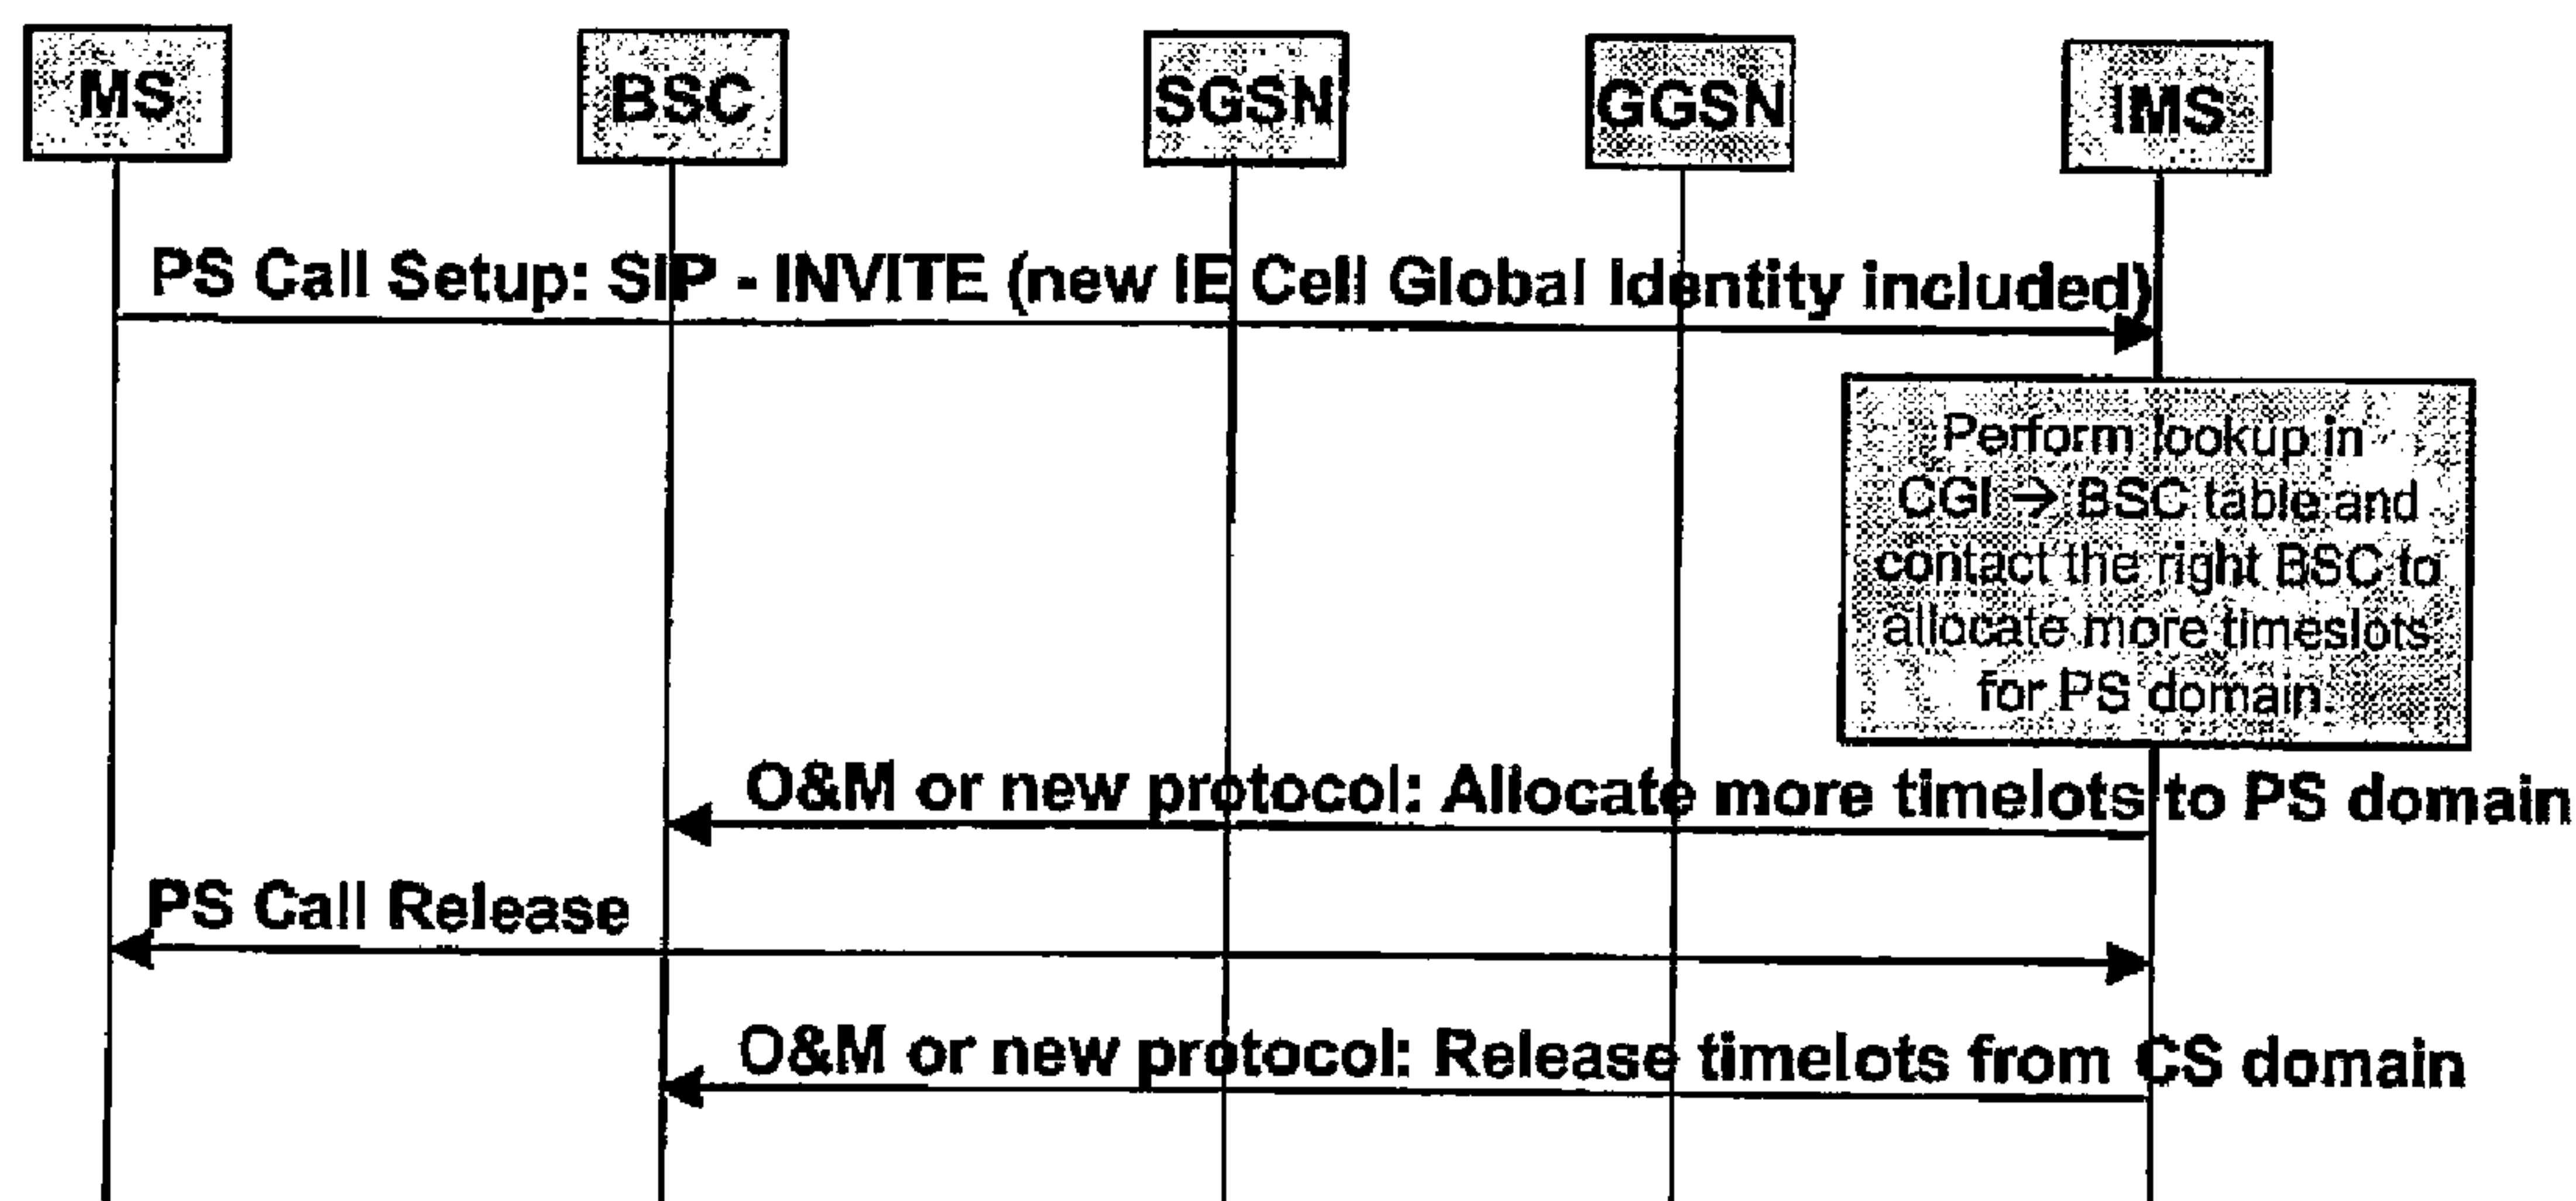 MS
BSC
SGSN
GGSN
IMS
PS Call Setup: SIP - INVITE (new IE Cell Global Identity included)
Perform lookup in
CGI → BSC table and
contact the right BSC to
allocate more timeslots
for PS domain.
O&M or new protocol: Allocate more timelots to PS domain
PS Call Release
O&M or new protocol: Release timelots from CS domain